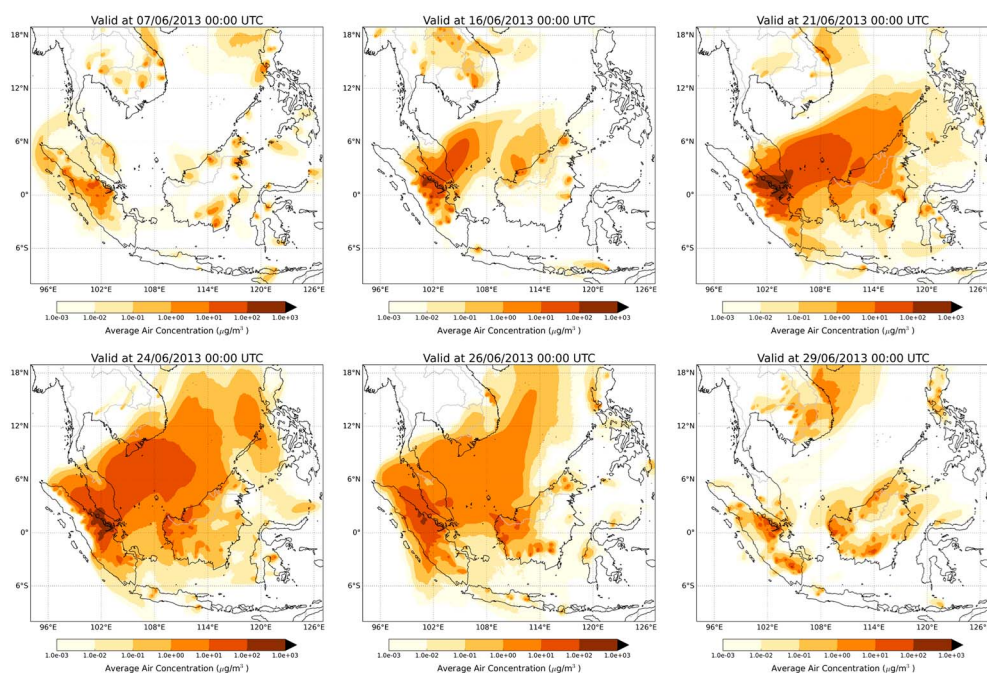 Valid at 07/06/2013 00:00 UTC
Valid at 16/06/2013 00:00 UTC
Valid at 21/06/2013 00:00 UTC
18°N 18°N 18°N
12°N 12°N 12°N
6°N 6°N 6°N
0° 0° 0°
6°S 6°S 6°S
96°E 102°E 108°E 114°E 120°E 126°E
96°E 102°E 108°E 114°E 120°E 126°E
96°E 102°E 108°E 114°E 120°E 126°E
1.0e-03 1.0e-02 1.0e-01 1.0e+00 1.0e+01 1.0e+02 1.0e+03
1.0e-03 1.0e-02 1.0e-01 1.0e+00 1.0e+01 1.0e+02 1.0e+03
1.0e-03 1.0e-02 1.0e-01 1.0e+00 1.0e+01 1.0e+02 1.0e+03
Average Air Concentration (μg/m³)
Average Air Concentration (μg/m³)
Average Air Concentration (μg/m³)
Valid at 24/06/2013 00:00 UTC
Valid at 26/06/2013 00:00 UTC
Valid at 29/06/2013 00:00 UTC
18°N 18°N 18°N
12°N 12°N 12°N
6°N 6°N 6°N
0° 0° 0°
6°S 6°S 6°S
96°E 102°E 108°E 114°E 120°E 126°E
96°E 102°E 108°E 114°E 120°E 126°E
96°E 102°E 108°E 114°E 120°E 126°E
1.0e-03 1.0e-02 1.0e-01 1.0e+00 1.0e+01 1.0e+02 1.0e+03
1.0e-03 1.0e-02 1.0e-01 1.0e+00 1.0e+01 1.0e+02 1.0e+03
1.0e-03 1.0e-02 1.0e-01 1.0e+00 1.0e+01 1.0e+02 1.0e+03
Average Air Concentration (μg/m³)
Average Air Concentration (μg/m³)
Average Air Concentration (μg/m³)